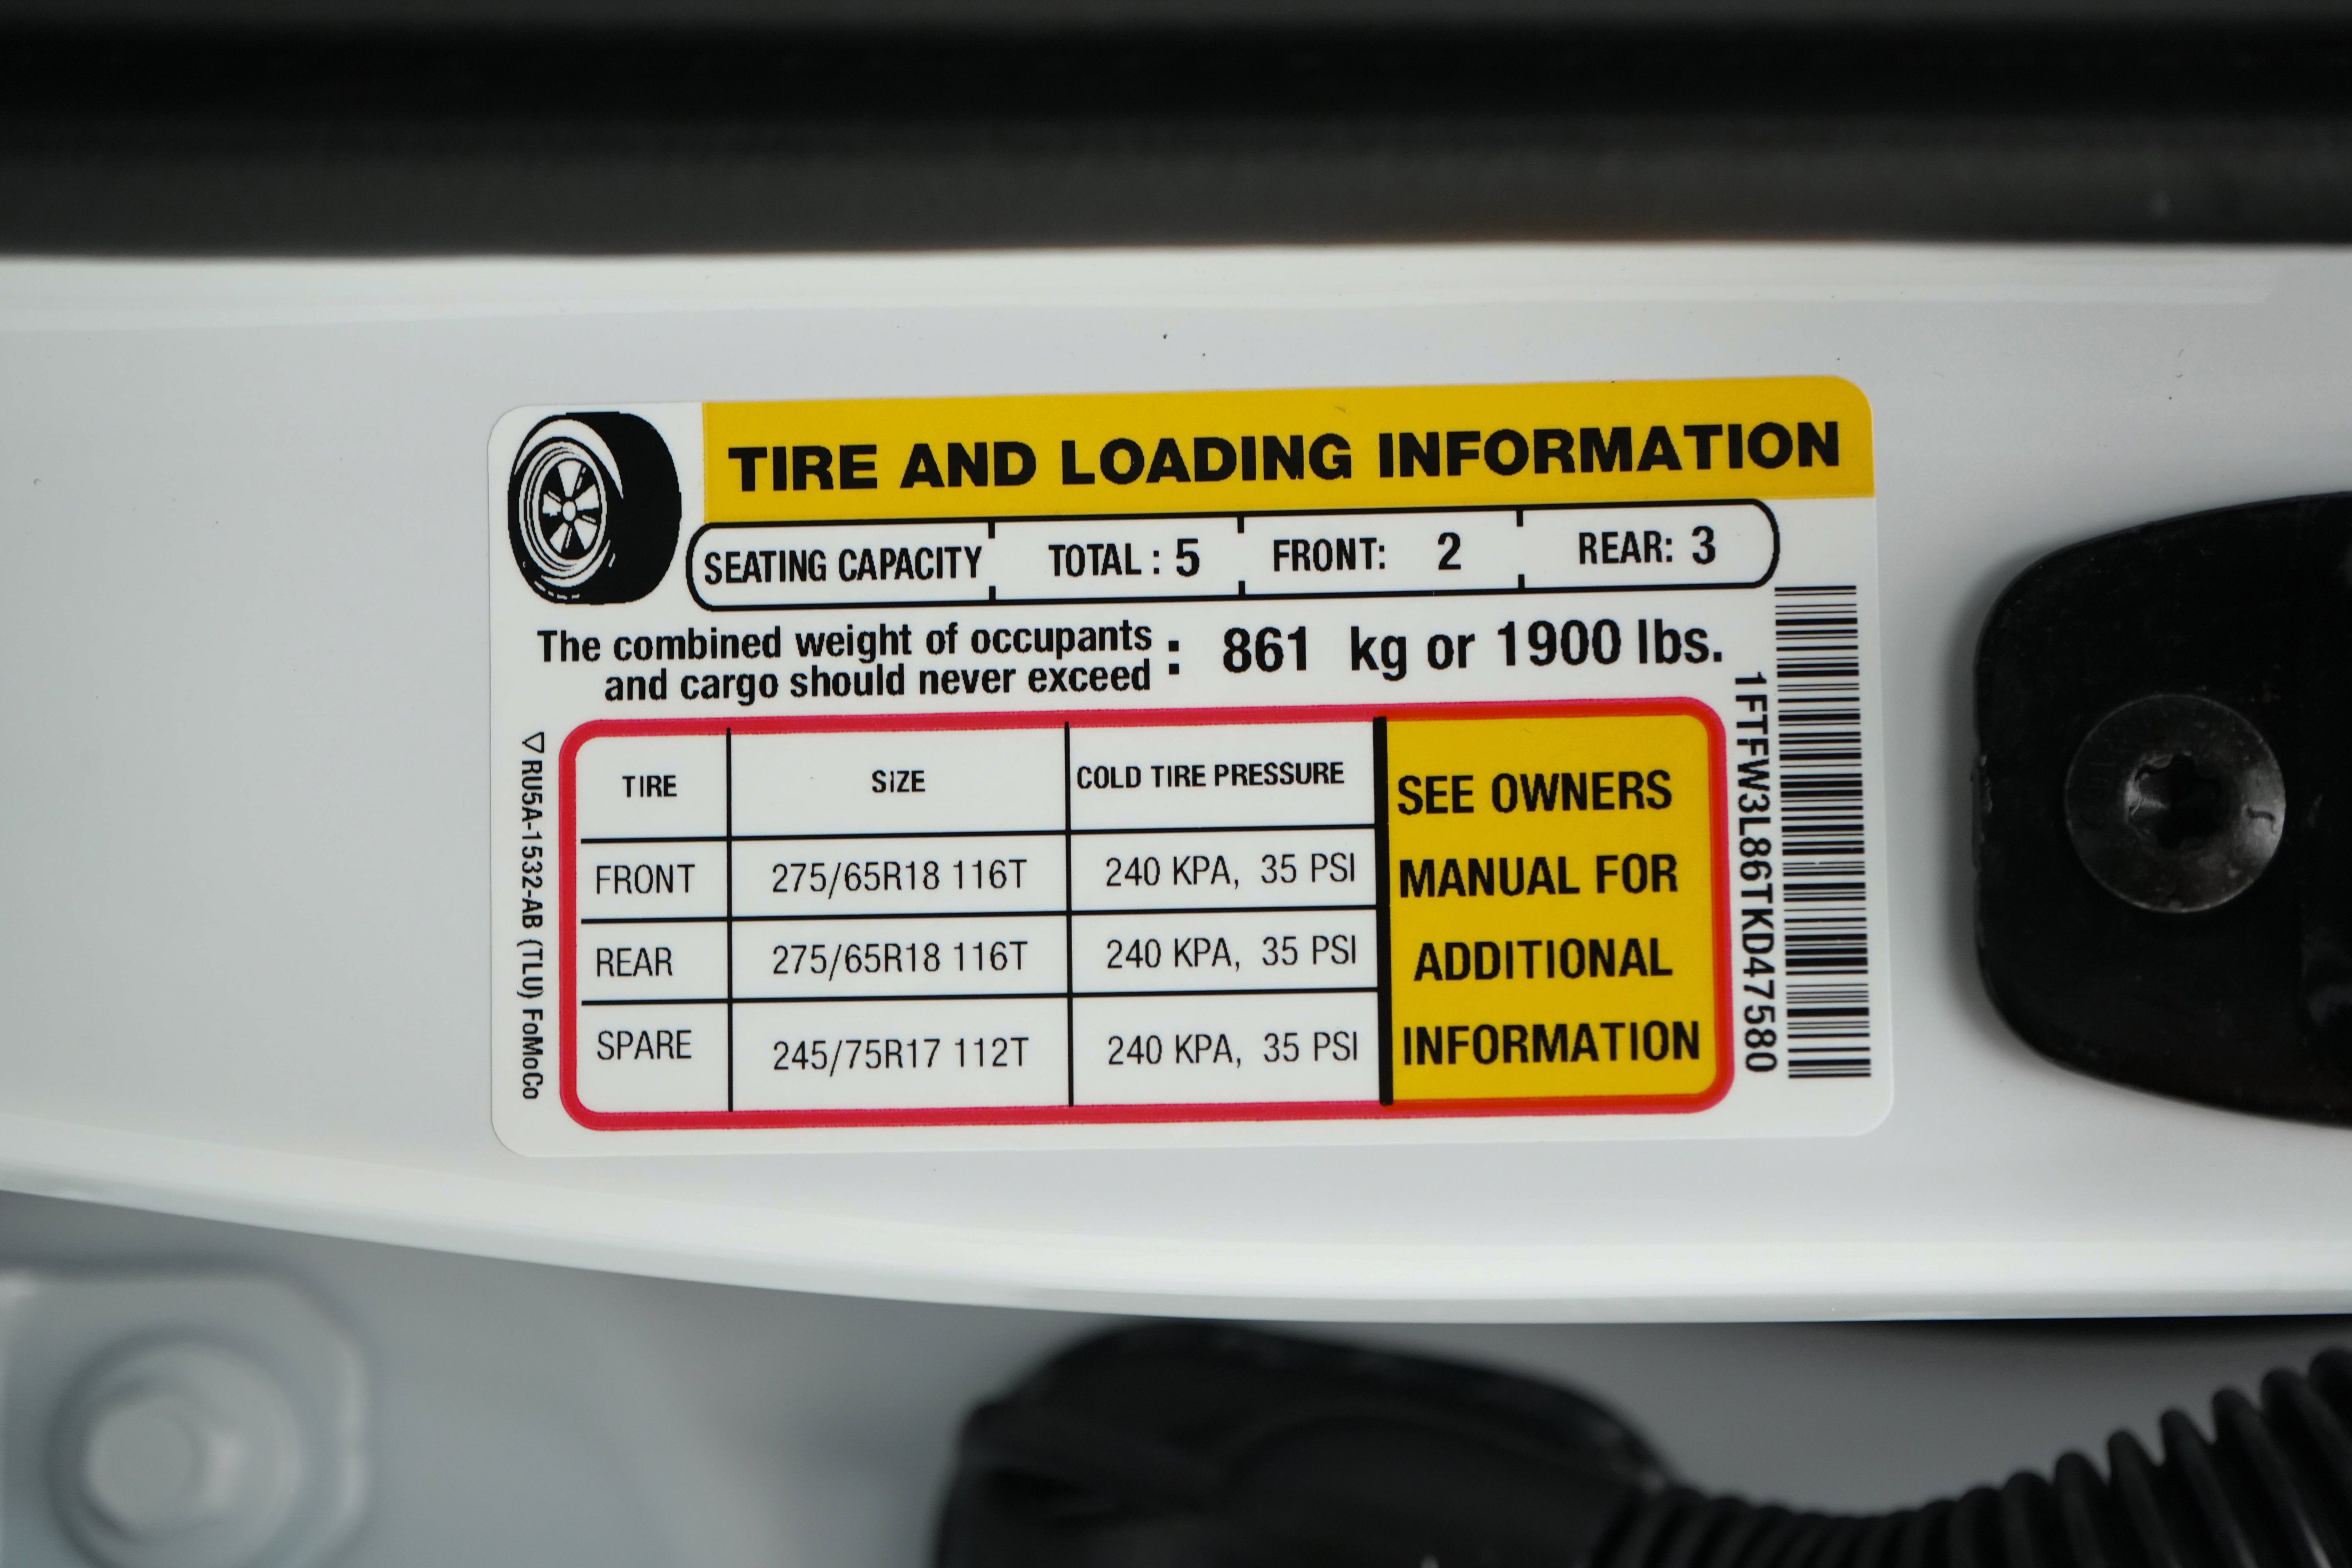 TIRE AND LOADING INFORMATION
SEATING CAPACITY TOTAL : 5 FRONT: 2 REAR: 3
The combined weight of occupants
and cargo should never exceed : 861 kg or 1900 lbs.
TIRE SIZE COLD TIRE PRESSURE
FRONT 275/65R18 116T 240 KPA, 35 PSI
REAR 275/65R18 116T 240 KPA, 35 PSI
SPARE 245/75R17 112T 240 KPA, 35 PSI
SEE OWNERS
MANUAL FOR
ADDITIONAL
INFORMATION
1FTFW3L86TKD47580
RU5A-1532-AB (TLU) FoMoCo